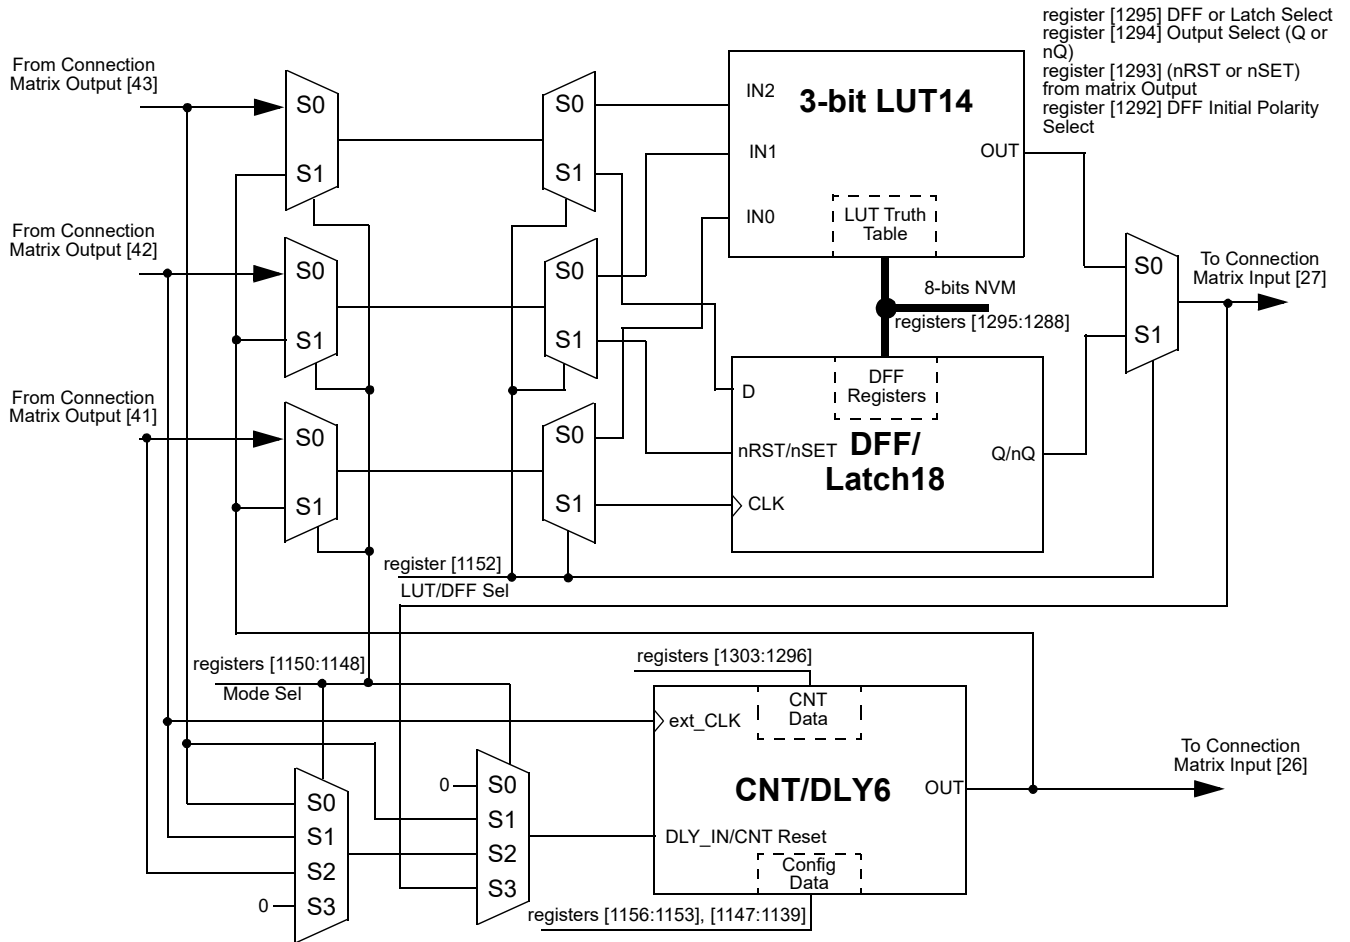 register [1295] DFF or Latch Select
register [1294] Output Select (Q or
nQ)
register [1293] (nRST or nSET)
from matrix Output
register [1292] DFF Initial Polarity
Select
From Connection
Matrix Output [43]
S0
S1
S0
S1
IN2
3-bit LUT14
IN1
OUT
IN0
LUT Truth
Table
From Connection
Matrix Output [42]
S0
S1
S0
S1
8-bits NVM
registers [1295:1288]
S0
S1
To Connection
Matrix Input [27]
From Connection
Matrix Output [41]
S0
S1
S0
S1
D
DFF
Registers
nRST/nSET
DFF/
Latch18
Q/nQ
CLK
register [1152]
LUT/DFF Sel
registers [1150:1148]
Mode Sel
registers [1303:1296]
ext_CLK
CNT
Data
CNT/DLY6
OUT
To Connection
Matrix Input [26]
DLY_IN/CNT Reset
Config
Data
0
S0
S1
S2
S3
S0
S1
S2
0
S3
registers [1156:1153], [1147:1139]